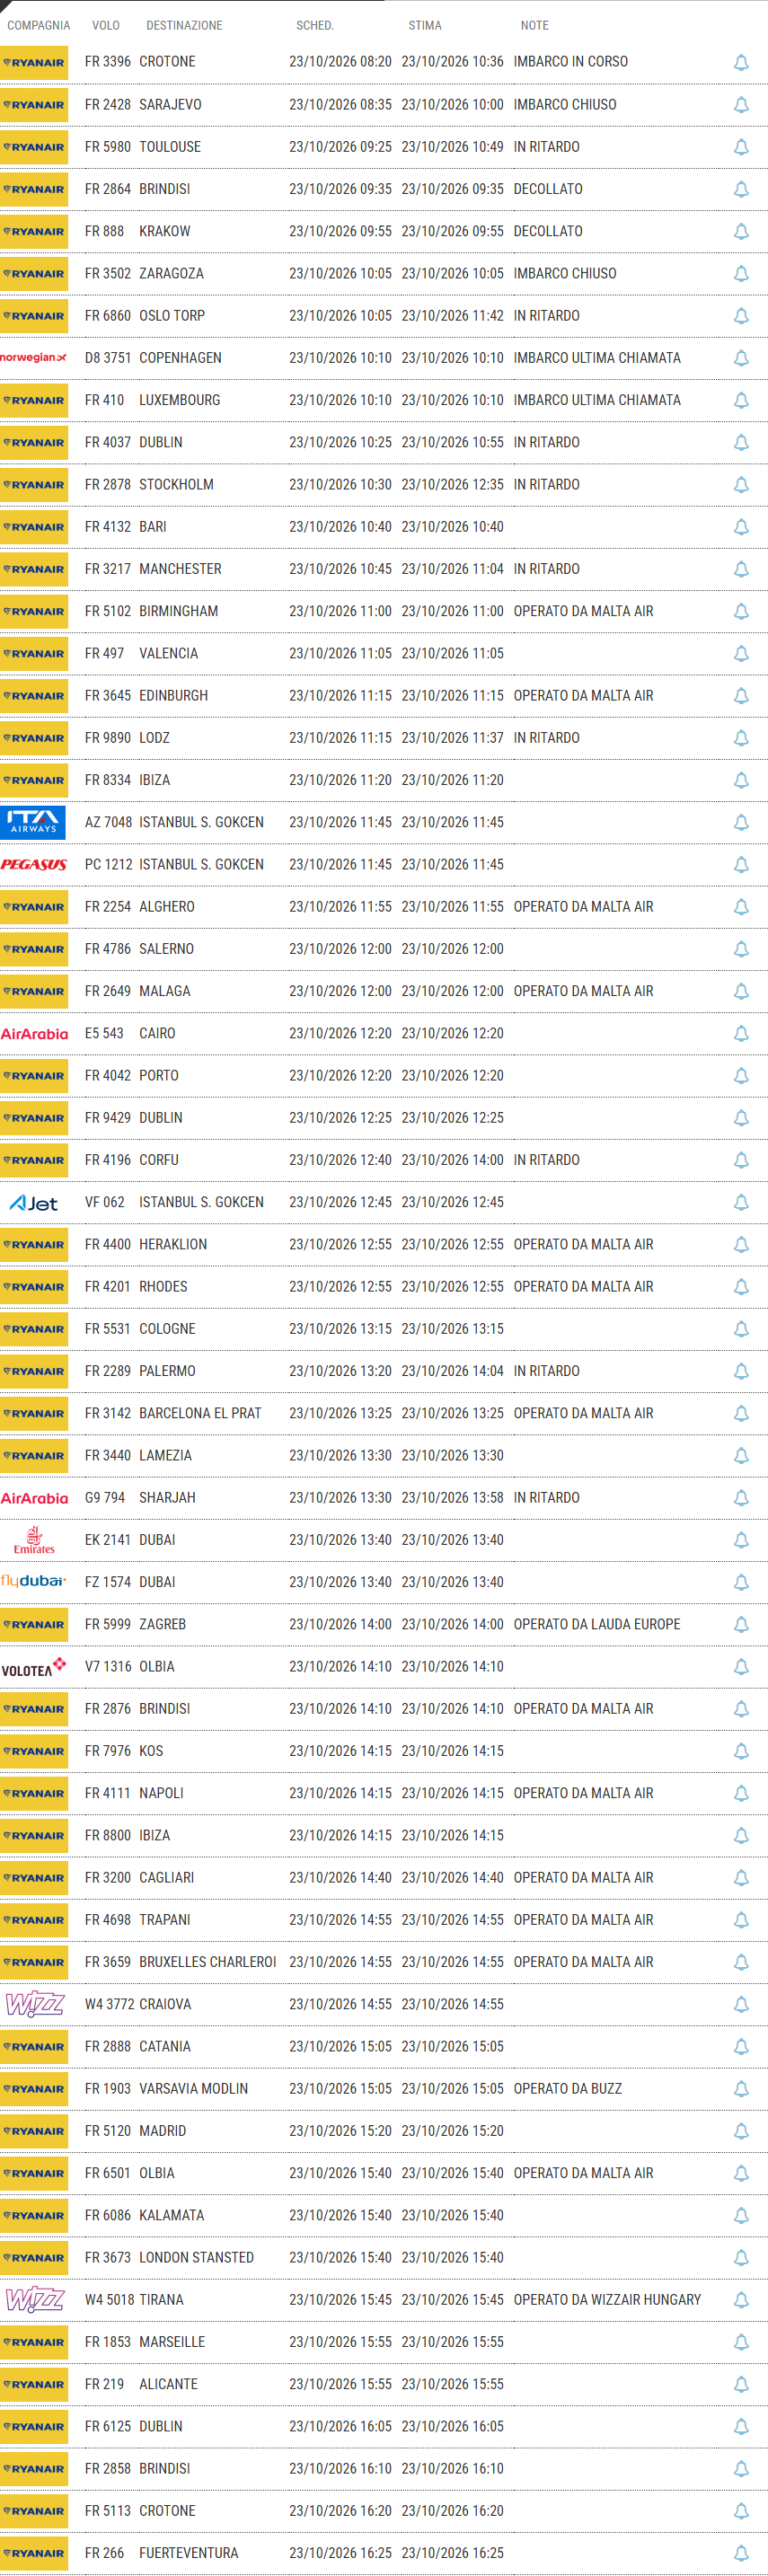 COMPAGNIA VOLO DESTINAZIONE SCHED. STIMA NOTE
RYANAIR FR 3396 CROTONE 23/10/2026 08:20 23/10/2026 10:36 IMBARCO IN CORSO
RYANAIR FR 2428 SARAJEVO 23/10/2026 08:35 23/10/2026 10:00 IMBARCO CHIUSO
RYANAIR FR 5980 TOULOUSE 23/10/2026 09:25 23/10/2026 10:49 IN RITARDO
RYANAIR FR 2864 BRINDISI 23/10/2026 09:35 23/10/2026 09:35 DECOLLATO
RYANAIR FR 888 KRAKOW 23/10/2026 09:55 23/10/2026 09:55 DECOLLATO
RYANAIR FR 3502 ZARAGOZA 23/10/2026 10:05 23/10/2026 10:05 IMBARCO CHIUSO
RYANAIR FR 6860 OSLO TORP 23/10/2026 10:05 23/10/2026 11:42 IN RITARDO
norwegian D8 3751 COPENHAGEN 23/10/2026 10:10 23/10/2026 10:10 IMBARCO ULTIMA CHIAMATA
RYANAIR FR 410 LUXEMBOURG 23/10/2026 10:10 23/10/2026 10:10 IMBARCO ULTIMA CHIAMATA
RYANAIR FR 4037 DUBLIN 23/10/2026 10:25 23/10/2026 10:55 IN RITARDO
RYANAIR FR 2878 STOCKHOLM 23/10/2026 10:30 23/10/2026 12:35 IN RITARDO
RYANAIR FR 4132 BARI 23/10/2026 10:40 23/10/2026 10:40
RYANAIR FR 3217 MANCHESTER 23/10/2026 10:45 23/10/2026 11:04 IN RITARDO
RYANAIR FR 5102 BIRMINGHAM 23/10/2026 11:00 23/10/2026 11:00 OPERATO DA MALTA AIR
RYANAIR FR 497 VALENCIA 23/10/2026 11:05 23/10/2026 11:05
RYANAIR FR 3645 EDINBURGH 23/10/2026 11:15 23/10/2026 11:15 OPERATO DA MALTA AIR
RYANAIR FR 9890 LODZ 23/10/2026 11:15 23/10/2026 11:37 IN RITARDO
RYANAIR FR 8334 IBIZA 23/10/2026 11:20 23/10/2026 11:20
ITA AIRWAYS AZ 7048 ISTANBUL S. GOKCEN 23/10/2026 11:45 23/10/2026 11:45
PEGASUS PC 1212 ISTANBUL S. GOKCEN 23/10/2026 11:45 23/10/2026 11:45
RYANAIR FR 2254 ALGHERO 23/10/2026 11:55 23/10/2026 11:55 OPERATO DA MALTA AIR
RYANAIR FR 4786 SALERNO 23/10/2026 12:00 23/10/2026 12:00
RYANAIR FR 2649 MALAGA 23/10/2026 12:00 23/10/2026 12:00 OPERATO DA MALTA AIR
AirArabia E5 543 CAIRO 23/10/2026 12:20 23/10/2026 12:20
RYANAIR FR 4042 PORTO 23/10/2026 12:20 23/10/2026 12:20
RYANAIR FR 9429 DUBLIN 23/10/2026 12:25 23/10/2026 12:25
RYANAIR FR 4196 CORFU 23/10/2026 12:40 23/10/2026 14:00 IN RITARDO
AJet VF 062 ISTANBUL S. GOKCEN 23/10/2026 12:45 23/10/2026 12:45
RYANAIR FR 4400 HERAKLION 23/10/2026 12:55 23/10/2026 12:55 OPERATO DA MALTA AIR
RYANAIR FR 4201 RHODES 23/10/2026 12:55 23/10/2026 12:55 OPERATO DA MALTA AIR
RYANAIR FR 5531 COLOGNE 23/10/2026 13:15 23/10/2026 13:15
RYANAIR FR 2289 PALERMO 23/10/2026 13:20 23/10/2026 14:04 IN RITARDO
RYANAIR FR 3142 BARCELONA EL PRAT 23/10/2026 13:25 23/10/2026 13:25 OPERATO DA MALTA AIR
RYANAIR FR 3440 LAMEZIA 23/10/2026 13:30 23/10/2026 13:30
AirArabia G9 794 SHARJAH 23/10/2026 13:30 23/10/2026 13:58 IN RITARDO
Emirates EK 2141 DUBAI 23/10/2026 13:40 23/10/2026 13:40
flydubai FZ 1574 DUBAI 23/10/2026 13:40 23/10/2026 13:40
RYANAIR FR 5999 ZAGREB 23/10/2026 14:00 23/10/2026 14:00 OPERATO DA LAUDA EUROPE
VOLOTEA V7 1316 OLBIA 23/10/2026 14:10 23/10/2026 14:10
RYANAIR FR 2876 BRINDISI 23/10/2026 14:10 23/10/2026 14:10 OPERATO DA MALTA AIR
RYANAIR FR 7976 KOS 23/10/2026 14:15 23/10/2026 14:15
RYANAIR FR 4111 NAPOLI 23/10/2026 14:15 23/10/2026 14:15 OPERATO DA MALTA AIR
RYANAIR FR 8800 IBIZA 23/10/2026 14:15 23/10/2026 14:15
RYANAIR FR 3200 CAGLIARI 23/10/2026 14:40 23/10/2026 14:40 OPERATO DA MALTA AIR
RYANAIR FR 4698 TRAPANI 23/10/2026 14:55 23/10/2026 14:55 OPERATO DA MALTA AIR
RYANAIR FR 3659 BRUXELLES CHARLEROI 23/10/2026 14:55 23/10/2026 14:55 OPERATO DA MALTA AIR
WIZZ W4 3772 CRAIOVA 23/10/2026 14:55 23/10/2026 14:55
RYANAIR FR 2888 CATANIA 23/10/2026 15:05 23/10/2026 15:05
RYANAIR FR 1903 VARSAVIA MODLIN 23/10/2026 15:05 23/10/2026 15:05 OPERATO DA BUZZ
RYANAIR FR 5120 MADRID 23/10/2026 15:20 23/10/2026 15:20
RYANAIR FR 6501 OLBIA 23/10/2026 15:40 23/10/2026 15:40 OPERATO DA MALTA AIR
RYANAIR FR 6086 KALAMATA 23/10/2026 15:40 23/10/2026 15:40
RYANAIR FR 3673 LONDON STANSTED 23/10/2026 15:40 23/10/2026 15:40
WIZZ W4 5018 TIRANA 23/10/2026 15:45 23/10/2026 15:45 OPERATO DA WIZZAIR HUNGARY
RYANAIR FR 1853 MARSEILLE 23/10/2026 15:55 23/10/2026 15:55
RYANAIR FR 219 ALICANTE 23/10/2026 15:55 23/10/2026 15:55
RYANAIR FR 6125 DUBLIN 23/10/2026 16:05 23/10/2026 16:05
RYANAIR FR 2858 BRINDISI 23/10/2026 16:10 23/10/2026 16:10
RYANAIR FR 5113 CROTONE 23/10/2026 16:20 23/10/2026 16:20
RYANAIR FR 266 FUERTEVENTURA 23/10/2026 16:25 23/10/2026 16:25